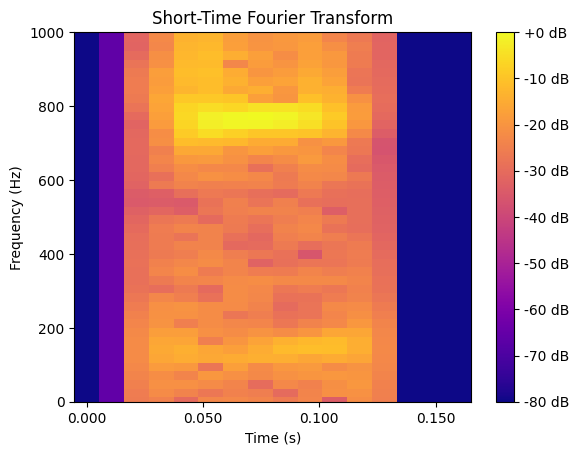 Short-Time Fourier Transform
1000
800
600
400
200
0
Frequency (Hz)
0.000
0.050
0.100
0.150
Time (s)
+0 dB
-10 dB
-20 dB
-30 dB
-40 dB
-50 dB
-60 dB
-70 dB
-80 dB